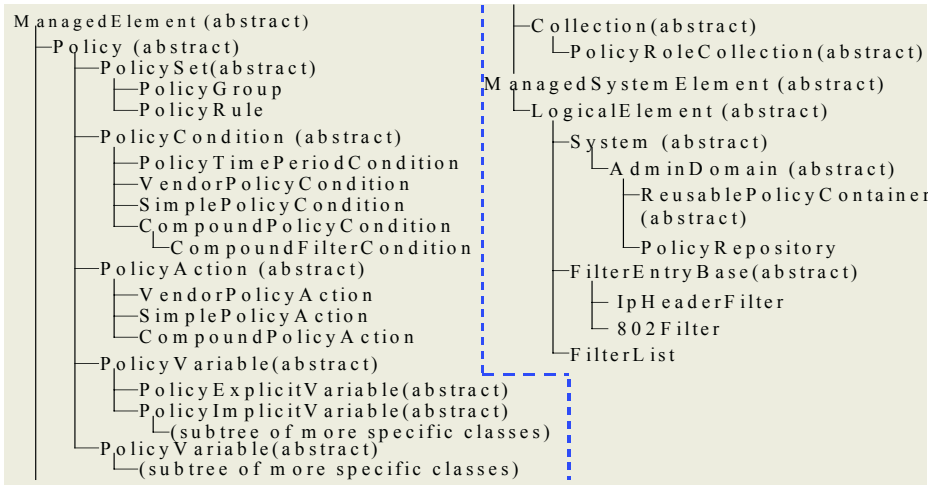 ManagedElement (abstract)
Policy (abstract)
PolicySet(abstract)
PolicyGroup
PolicyRule
PolicyCondition (abstract)
PolicyTimePeriodCondition
VendorPolicyCondition
SimplePolicyCondition
CompoundPolicyCondition
CompoundFilterCondition
PolicyAction (abstract)
VendorPolicyAction
SimplePolicyAction
CompoundPolicyAction
PolicyVariable(abstract)
PolicyExplicitVariable(abstract)
PolicyImplicitVariable(abstract)
(subtree of more specific classes)
PolicyVariable(abstract)
(subtree of more specific classes)
Collection(abstract)
PolicyRoleCollection(abstract)
ManagedSystemElement (abstract)
LogicalElement (abstract)
System (abstract)
AdminDomain (abstract)
ReusablePolicyContainer
(abstract)
PolicyRepository
FilterEntryBase(abstract)
IpHeaderFilter
802Filter
FilterList